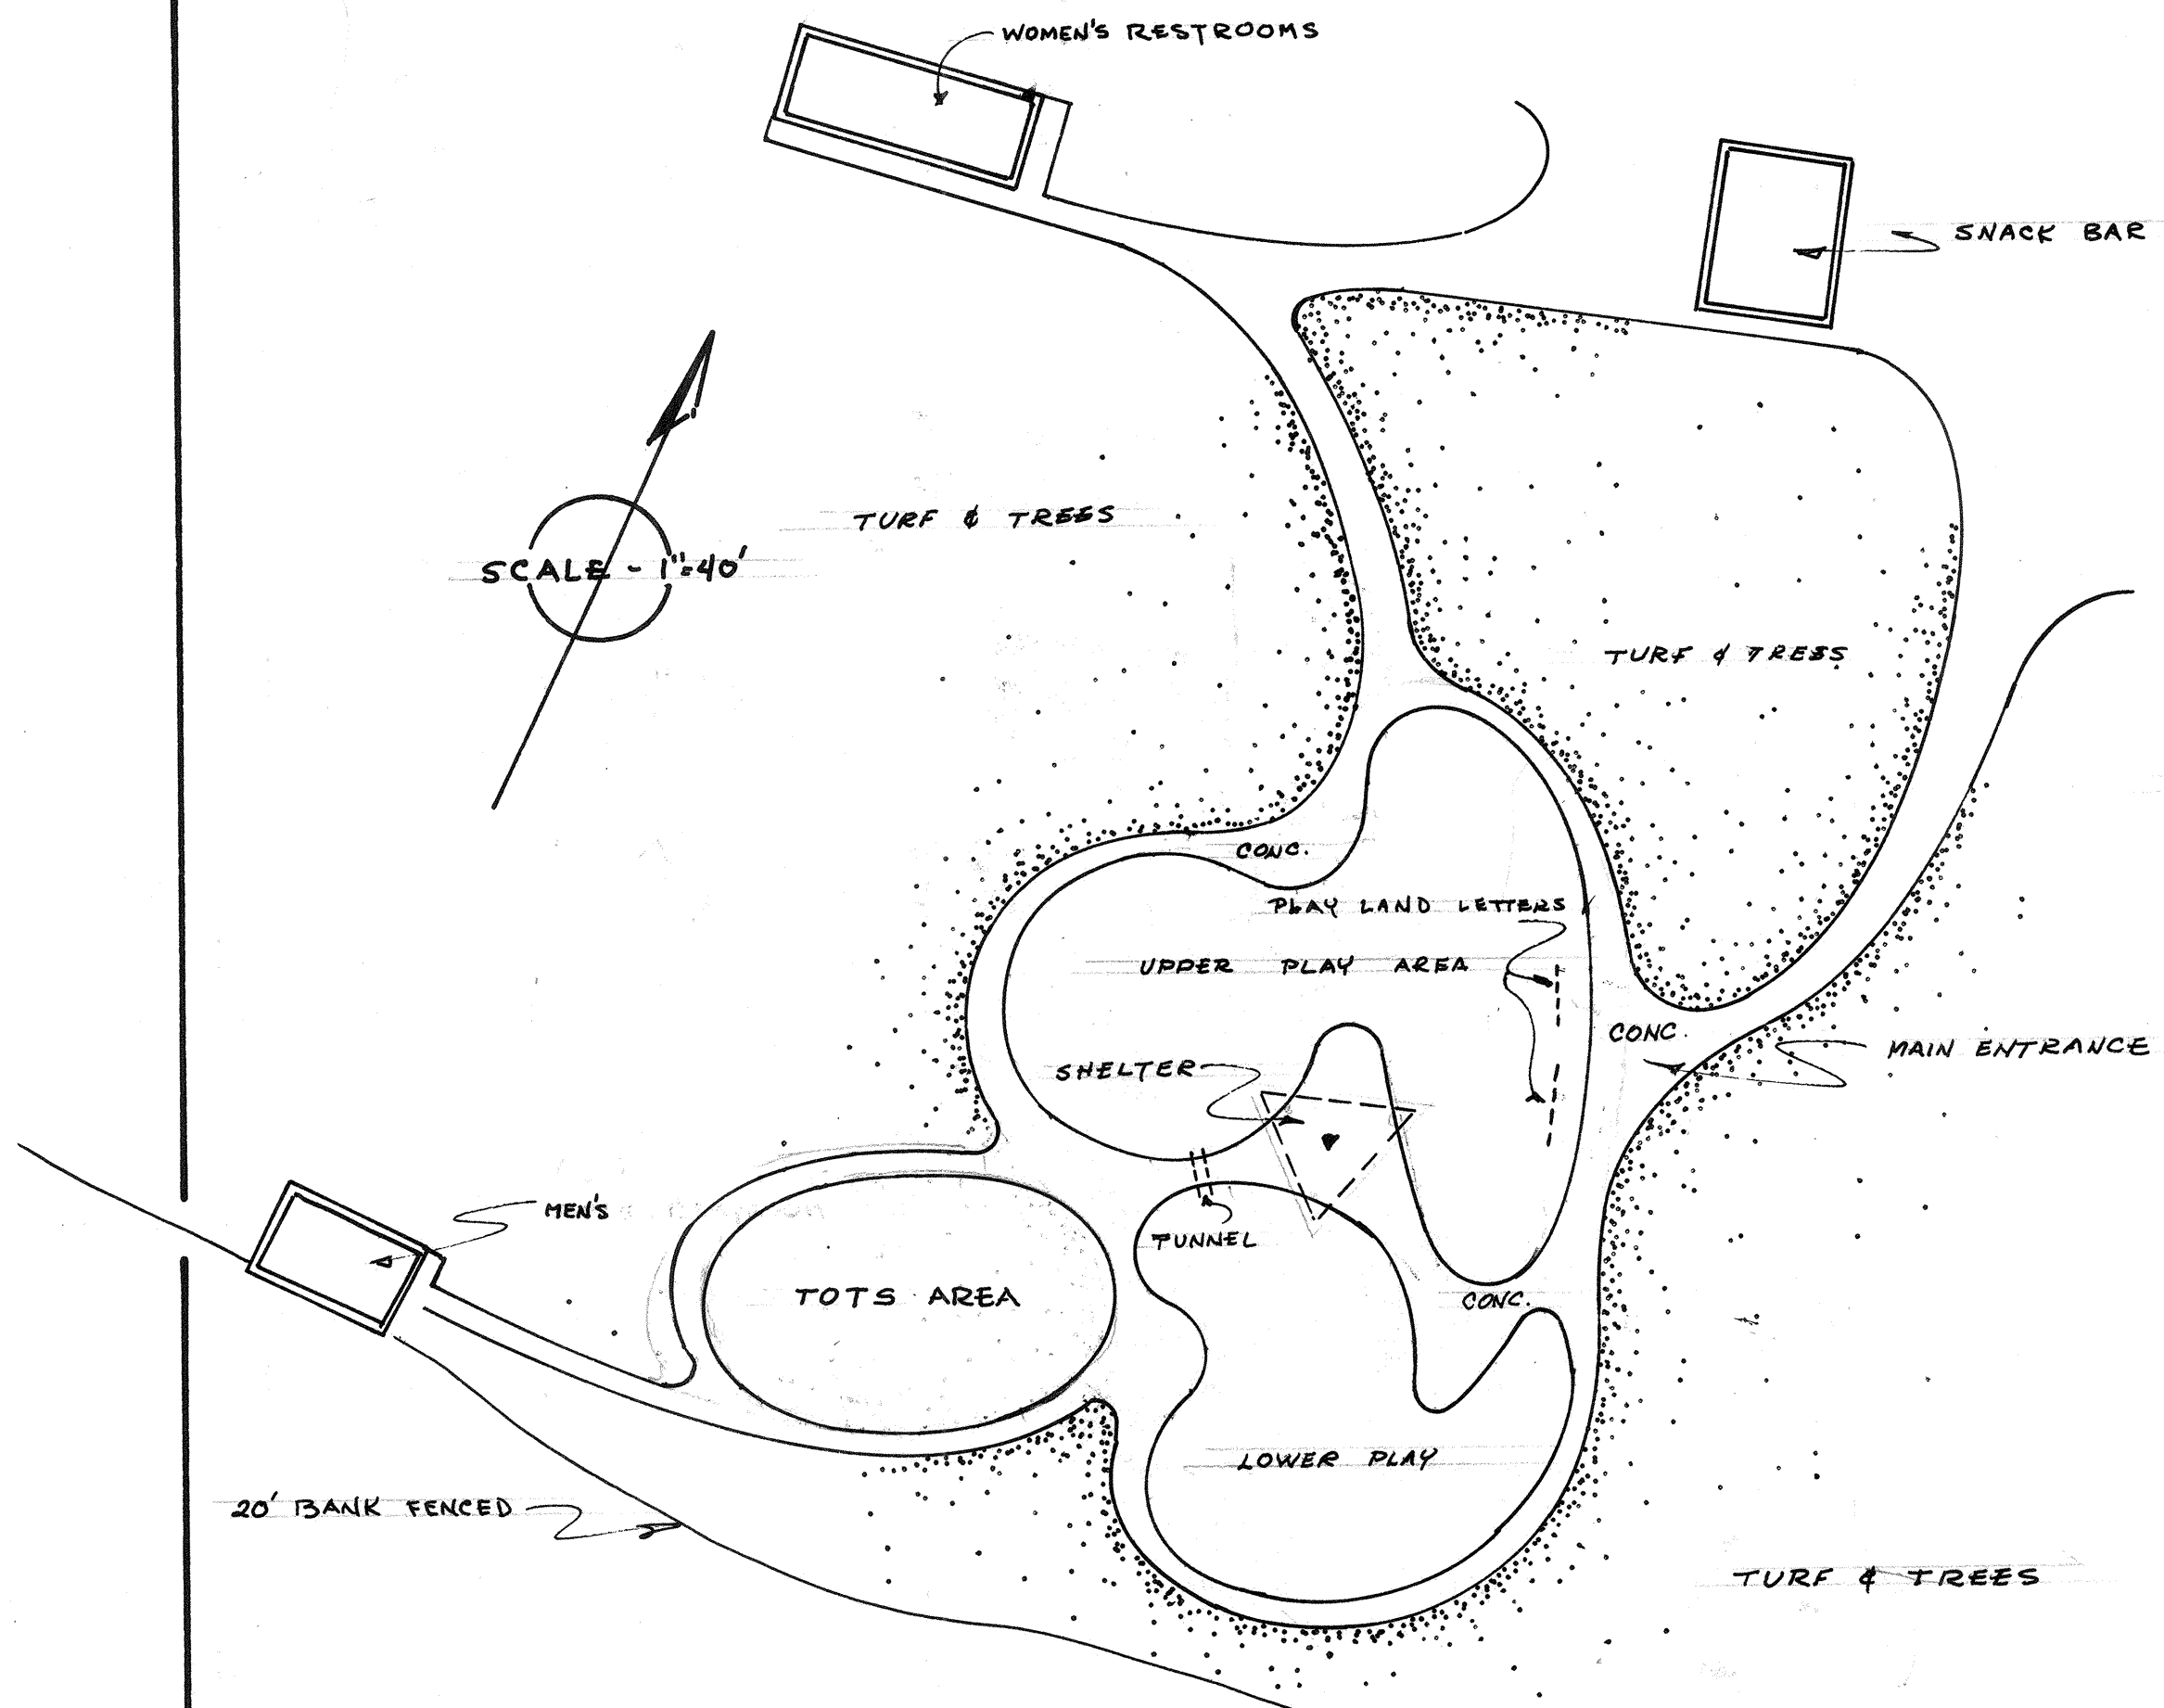 WOMEN'S RESTROOMS
SNACK BAR
TURF & TREES
SCALE - 1"=40'
TURF & TREES
CONC.
PLAY LAND LETTERS
UPPER PLAY AREA
CONC.
MAIN ENTRANCE
SHELTER
MEN'S
TUNNEL
TOTS AREA
CONC.
LOWER PLAY
20' BANK FENCED
TURF & TREES